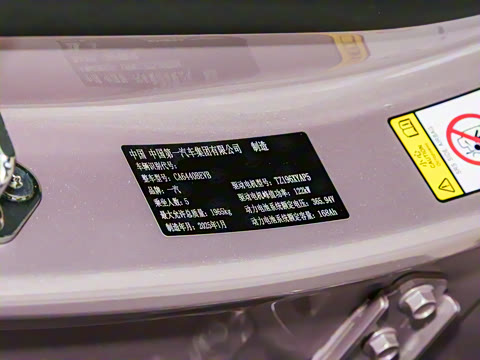 中国 中国第一汽车集团有限公司 制造
车辆识别代号:
整车型号: CA6440BEVB
品牌: 一汽 驱动电机型号: TZ196XYAP5
乘坐人数: 5 驱动电机峰值功率: 122kW
最大允许总质量: 1965kg 动力电池系统额定电压: 365.94V
制造年月: 2025年1月 动力电池系统额定容量: 168Ah